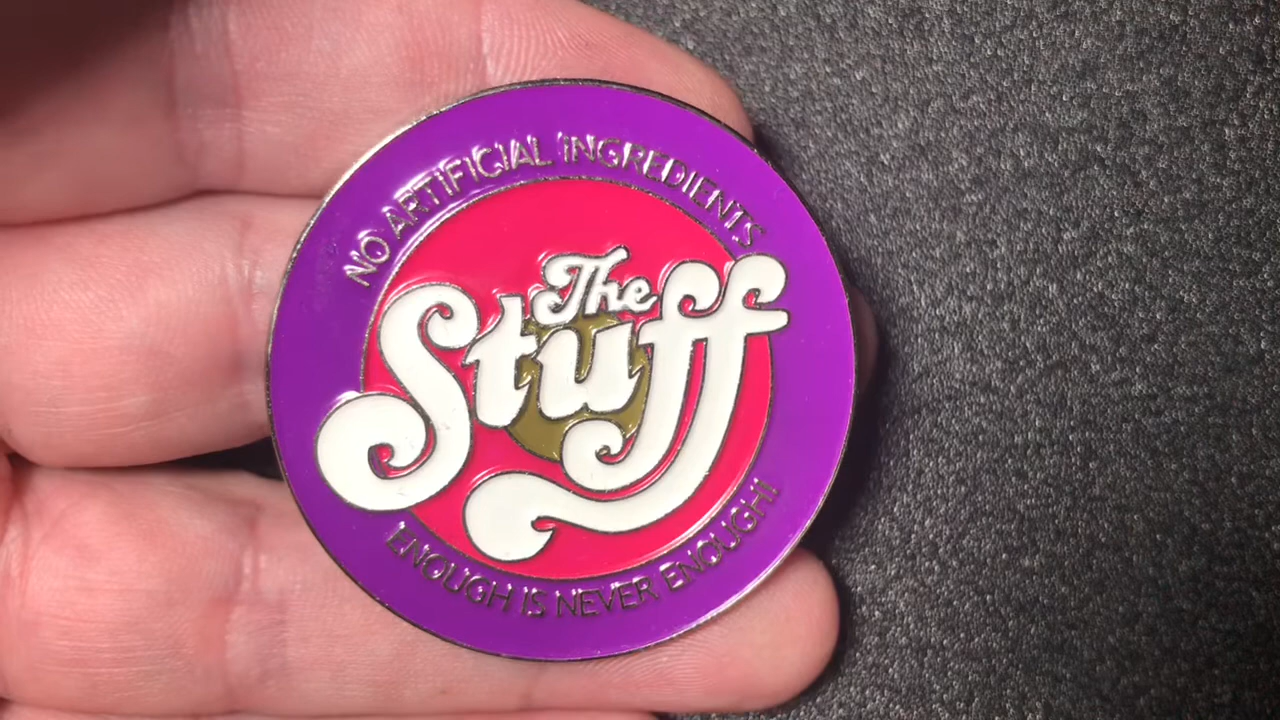 NO ARTIFICIAL INGREDIENTS
The
Stuff
ENOUGH IS NEVER ENOUGH!